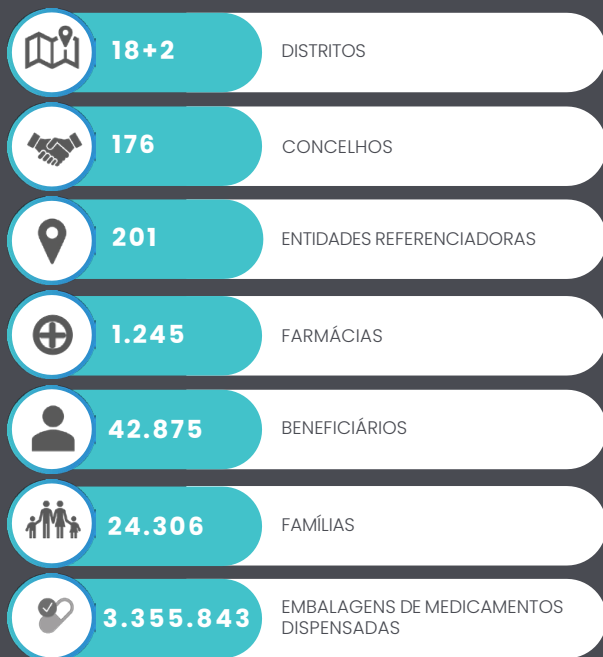 18+2 DISTRITOS
176 CONCELHOS
201 ENTIDADES REFERENCIADORAS
1.245 FARMÁCIAS
42.875 BENEFICIÁRIOS
24.306 FAMÍLIAS
3.355.843 EMBALAGENS DE MEDICAMENTOS
DISPENSADAS